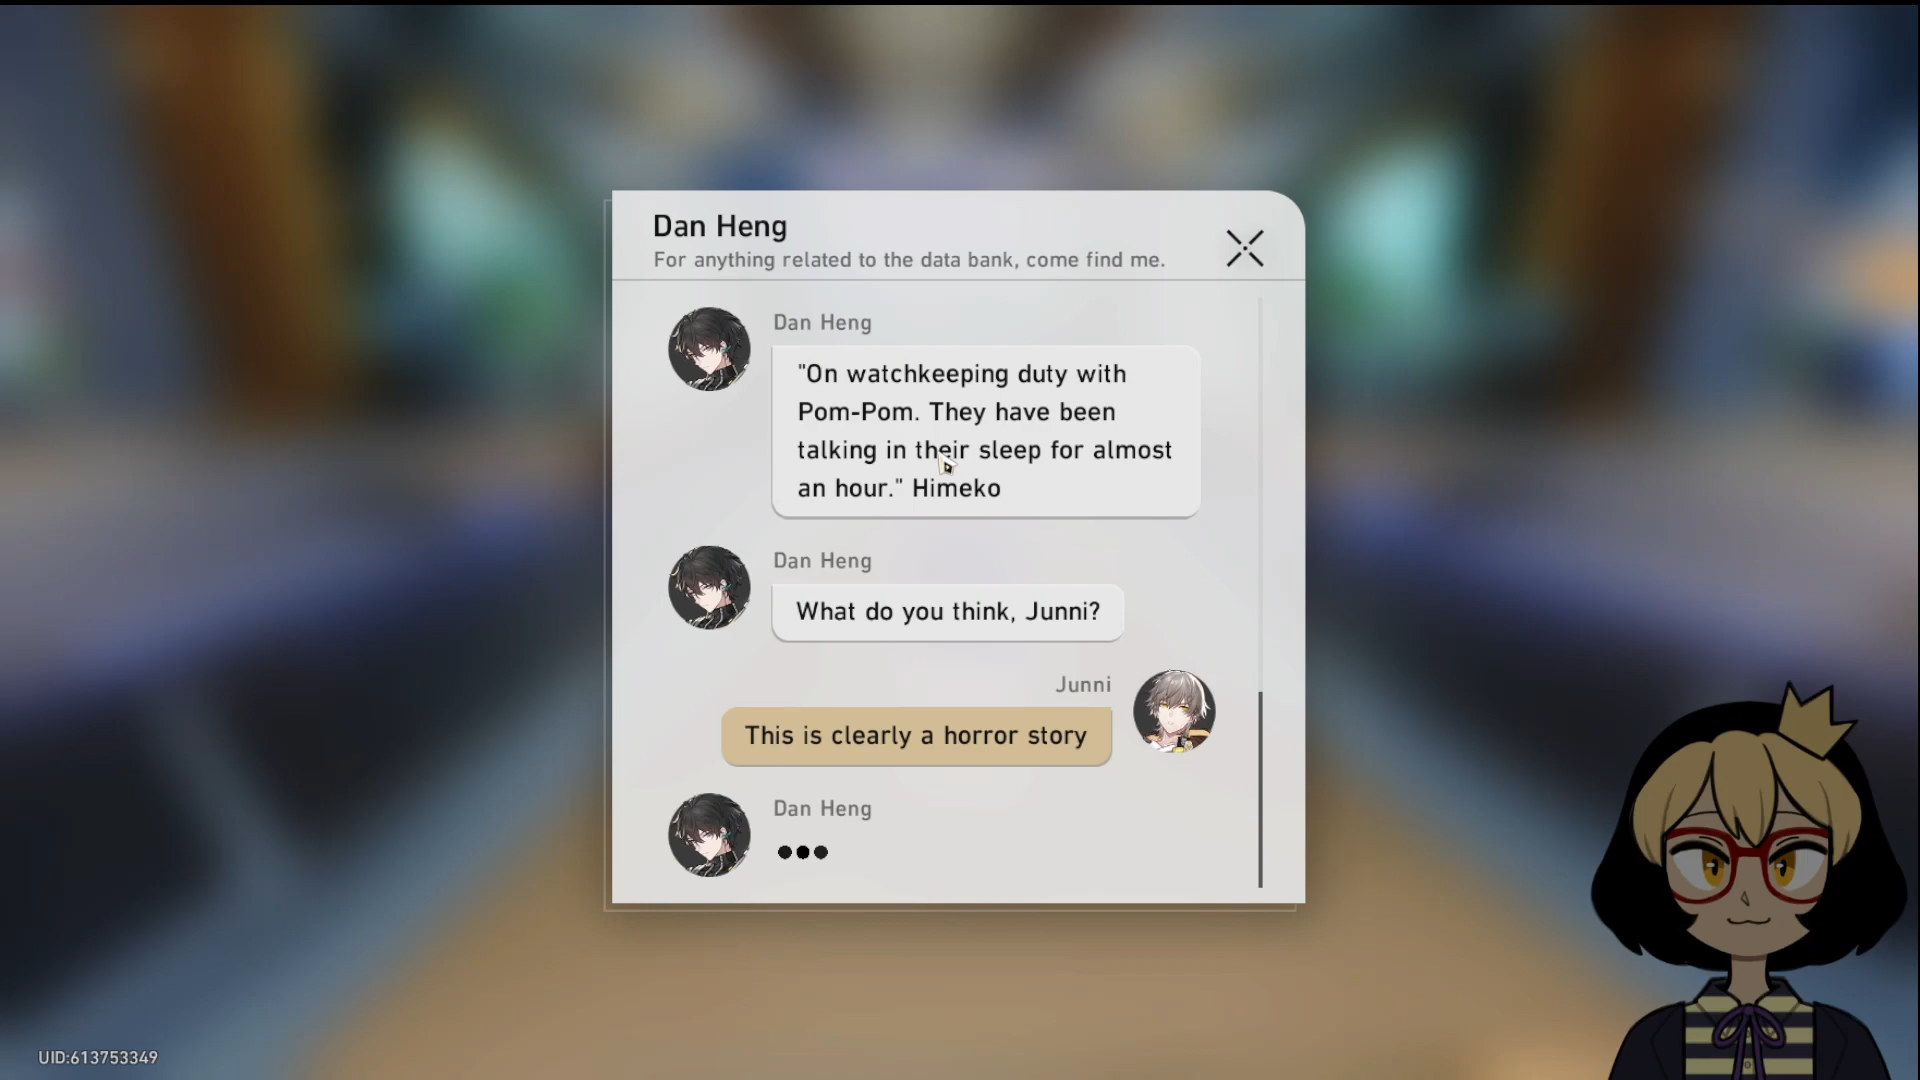 Dan Heng
For anything related to the data bank, come find me.
Dan Heng
"On watchkeeping duty with
Pom-Pom. They have been
talking in their sleep for almost
an hour." Himeko
Dan Heng
What do you think, Junni?
Junni
This is clearly a horror story
Dan Heng
UID:613753349